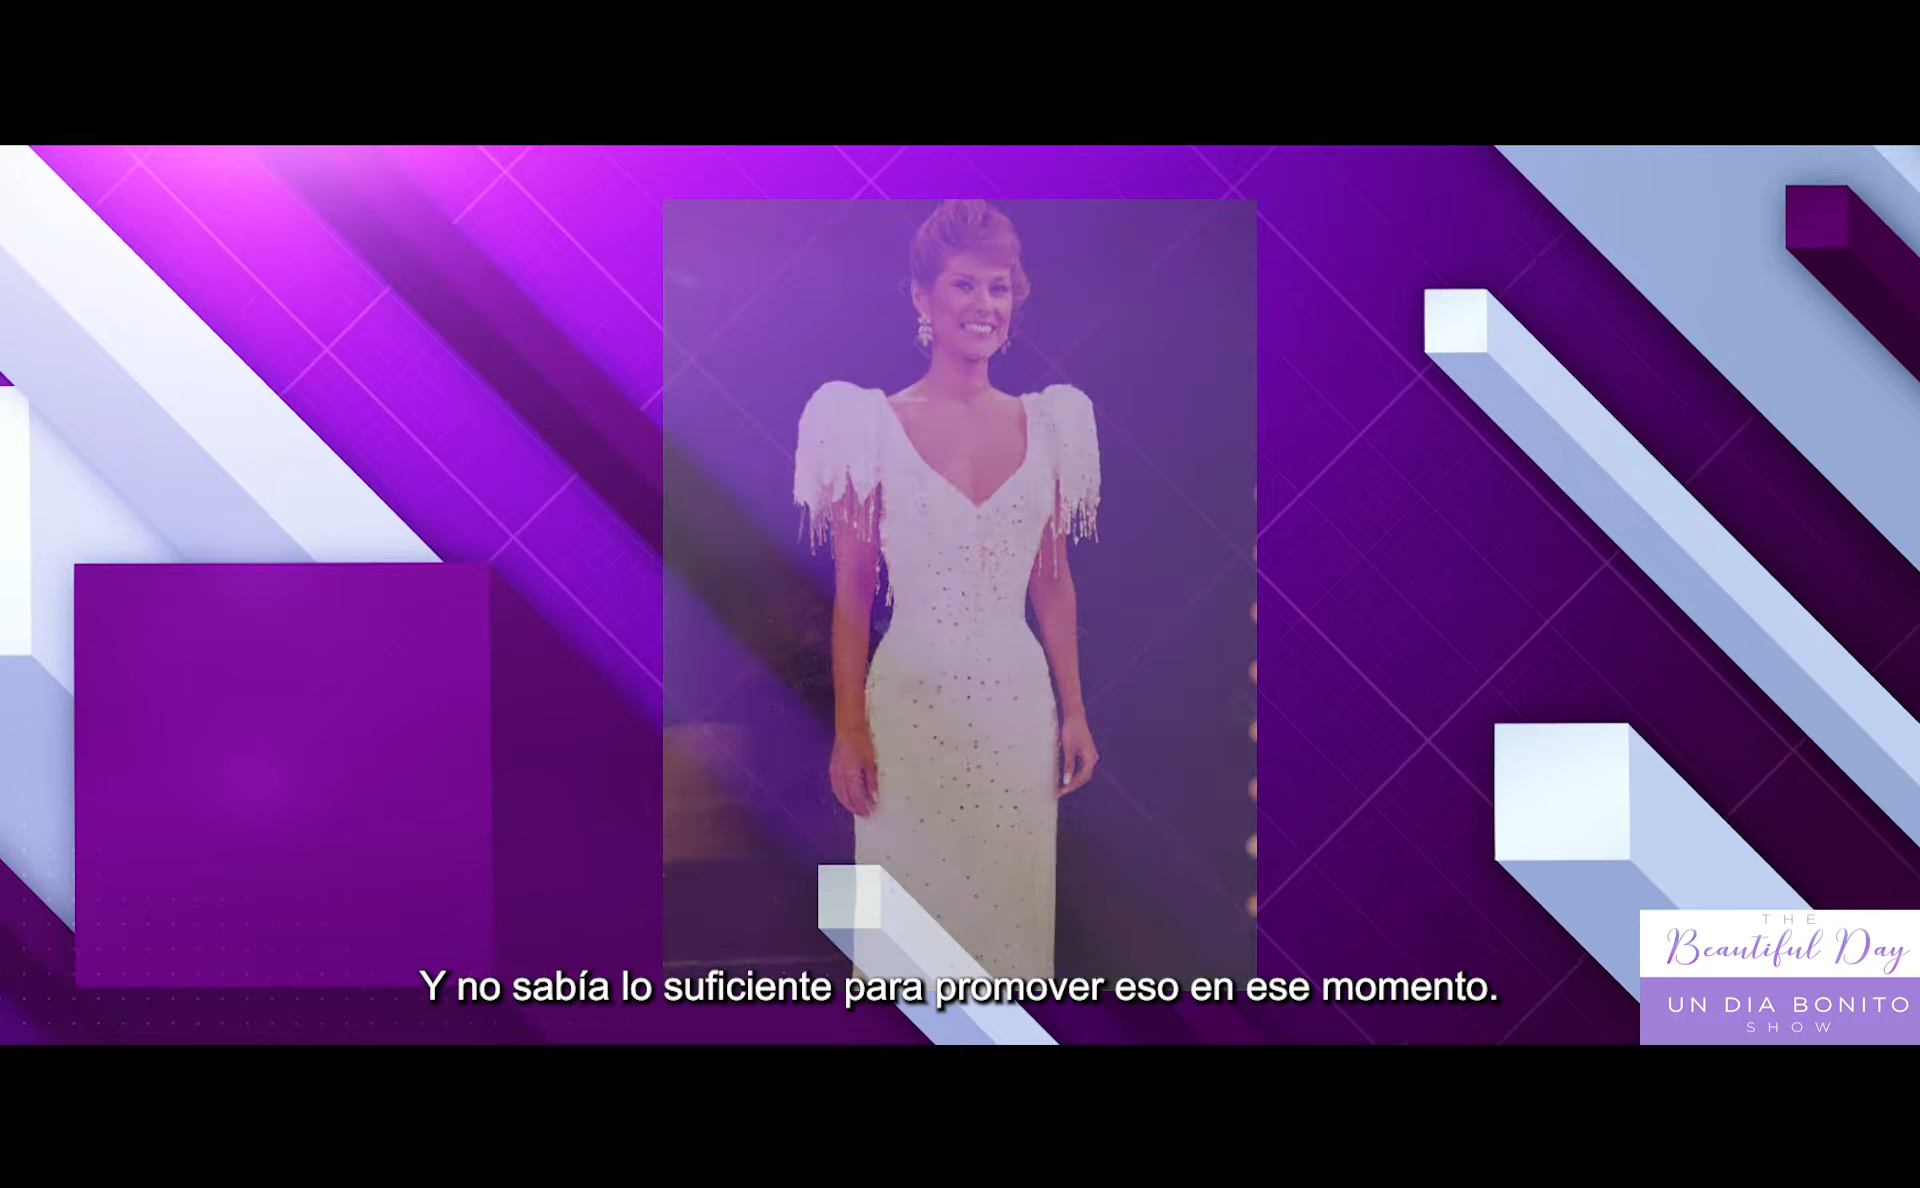 Y no sabía lo suficiente para promover eso en ese momento.
THE
Beautiful Day
UN DIA BONITO
SHOW